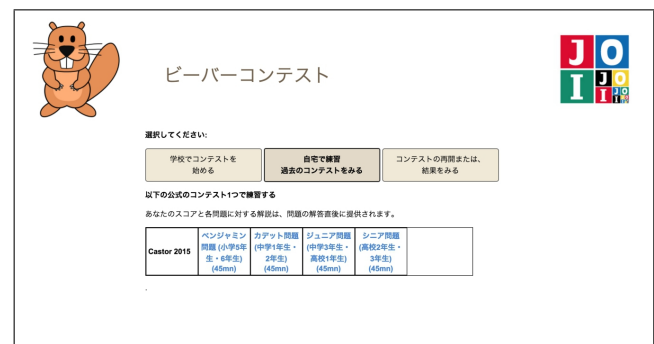 ビーバーコンテスト
JO
I
JO
I
JO
I
選択してください:
学校でコンテストを
始める
自宅で練習
過去のコンテストをみる
コンテストの再開または、
結果をみる
以下の公式のコンテスト1つで練習する
あなたのスコアと各問題に対する解説は、問題の解答直後に提供されます。
Castor 2015
ベンジャミン
問題 (小学5年
生・6年生)
(45mn)
カデット問題
(中学1年生・
2年生)
(45mn)
ジュニア問題
(中学3年生・
高校1年生)
(45mn)
シニア問題
(高校2年生・
3年生)
(45mn)
.